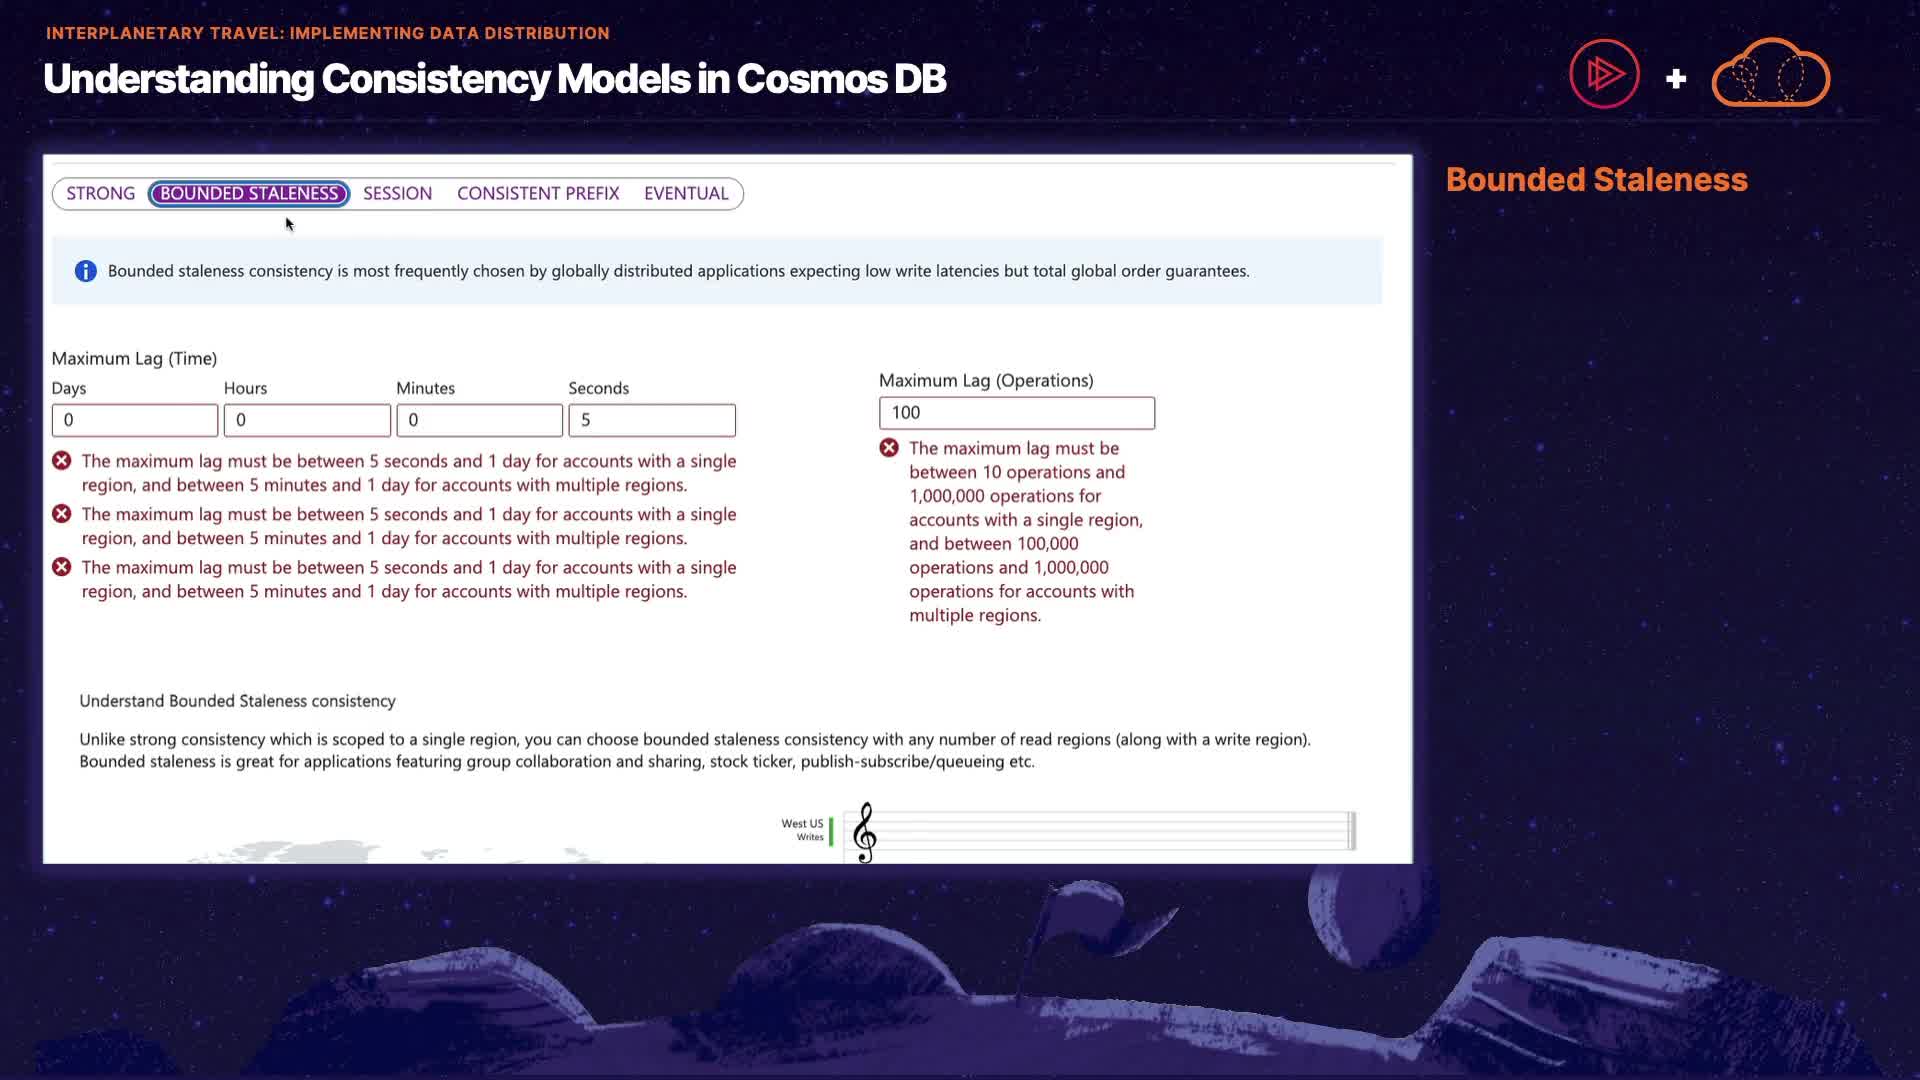 INTERPLANETARY TRAVEL: IMPLEMENTING DATA DISTRIBUTION
Understanding Consistency Models in Cosmos DB
+
STRONG BOUNDED STALENESS SESSION CONSISTENT PREFIX EVENTUAL
Bounded Staleness
Bounded staleness consistency is most frequently chosen by globally distributed applications expecting low write latencies but total global order guarantees.
Maximum Lag (Time)
Days Hours Minutes Seconds
0 0 0 5
The maximum lag must be between 5 seconds and 1 day for accounts with a single
region, and between 5 minutes and 1 day for accounts with multiple regions.
The maximum lag must be between 5 seconds and 1 day for accounts with a single
region, and between 5 minutes and 1 day for accounts with multiple regions.
The maximum lag must be between 5 seconds and 1 day for accounts with a single
region, and between 5 minutes and 1 day for accounts with multiple regions.
Maximum Lag (Operations)
100
The maximum lag must be
between 10 operations and
1,000,000 operations for
accounts with a single region,
and between 100,000
operations and 1,000,000
operations for accounts with
multiple regions.
Understand Bounded Staleness consistency
Unlike strong consistency which is scoped to a single region, you can choose bounded staleness consistency with any number of read regions (along with a write region).
Bounded staleness is great for applications featuring group collaboration and sharing, stock ticker, publish-subscribe/queueing etc.
West US
Writes